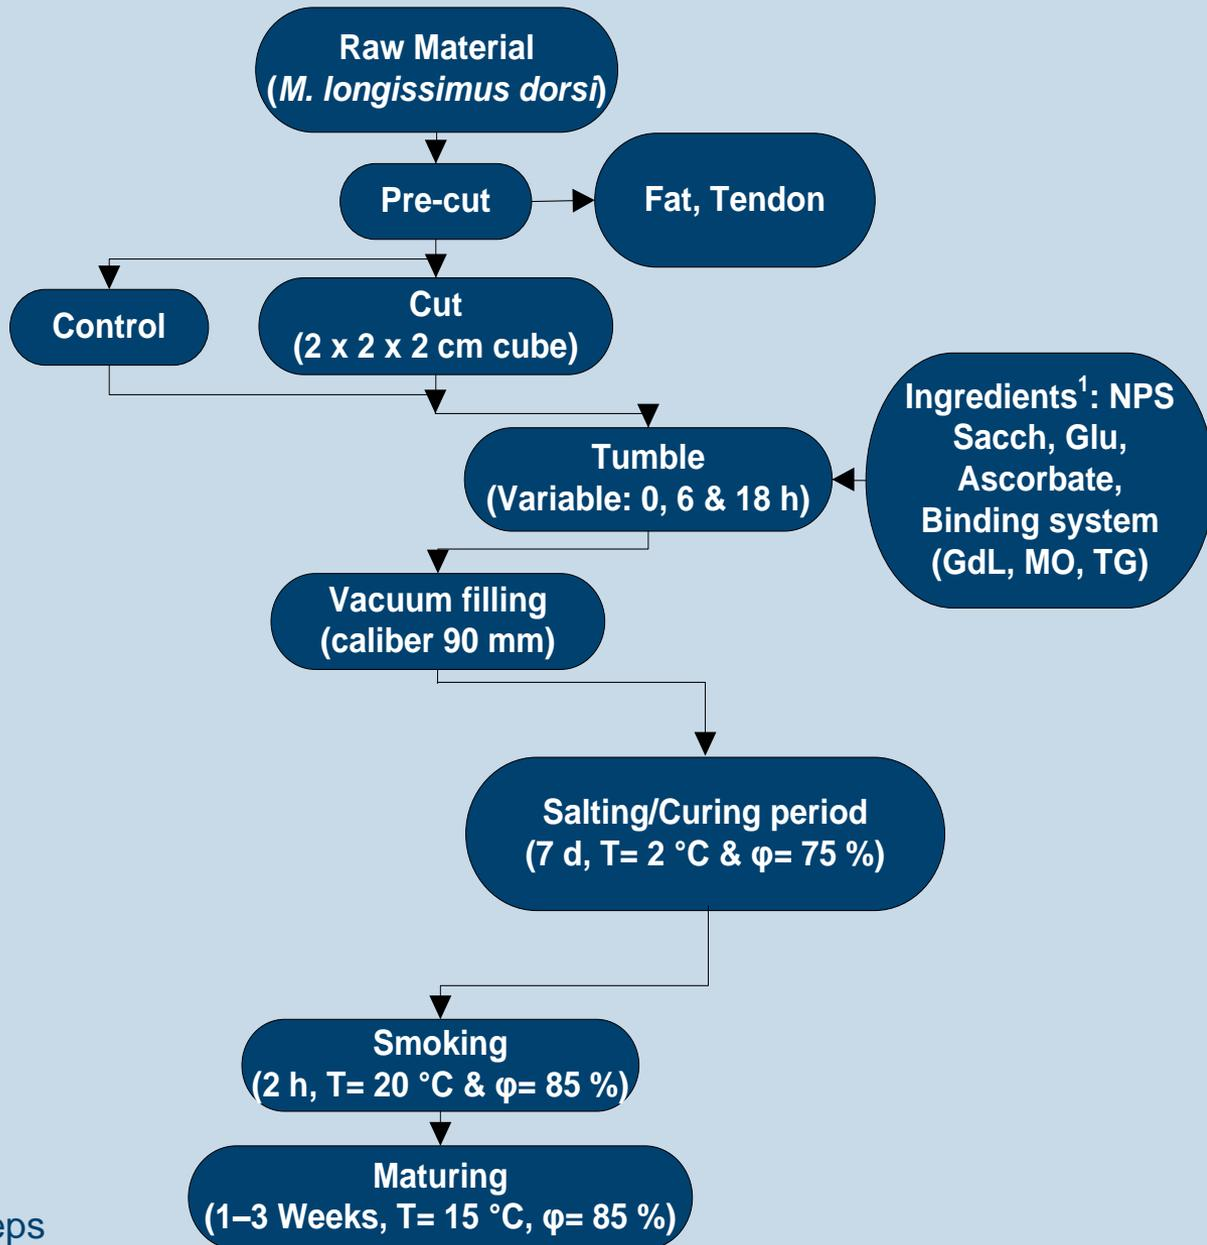 Raw Material
(M. longissimus dorsi)
Pre-cut
Fat, Tendon
Control
Cut
(2 x 2 x 2 cm cube)
Ingredients¹: NPS
Sacch, Glu,
Ascorbate,
Binding system
(GdL, MO, TG)
Tumble
(Variable: 0, 6 & 18 h)
Vacuum filling
(caliber 90 mm)
Salting/Curing period
(7 d, T= 2 °C & φ= 75 %)
Smoking
(2 h, T= 20 °C & φ= 85 %)
Maturing
(1–3 Weeks, T= 15 °C, φ= 85 %)
eps